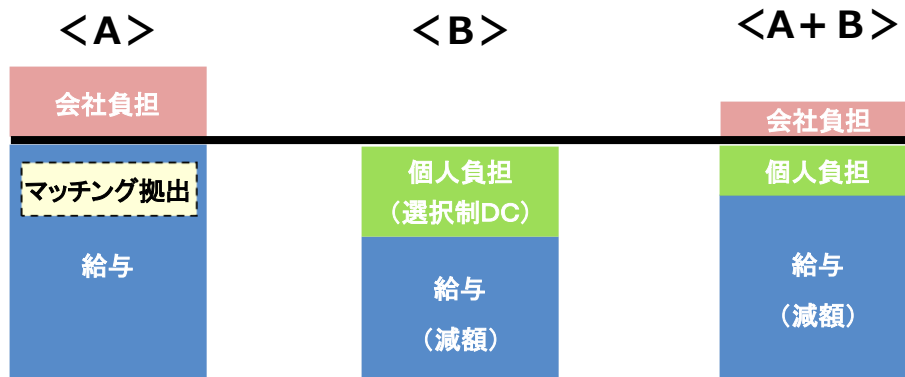 ＜A＞
会社負担
マッチング拠出
給与
＜B＞
個人負担
（選択制DC）
給与
（減額）
＜A＋B＞
会社負担
個人負担
給与
（減額）